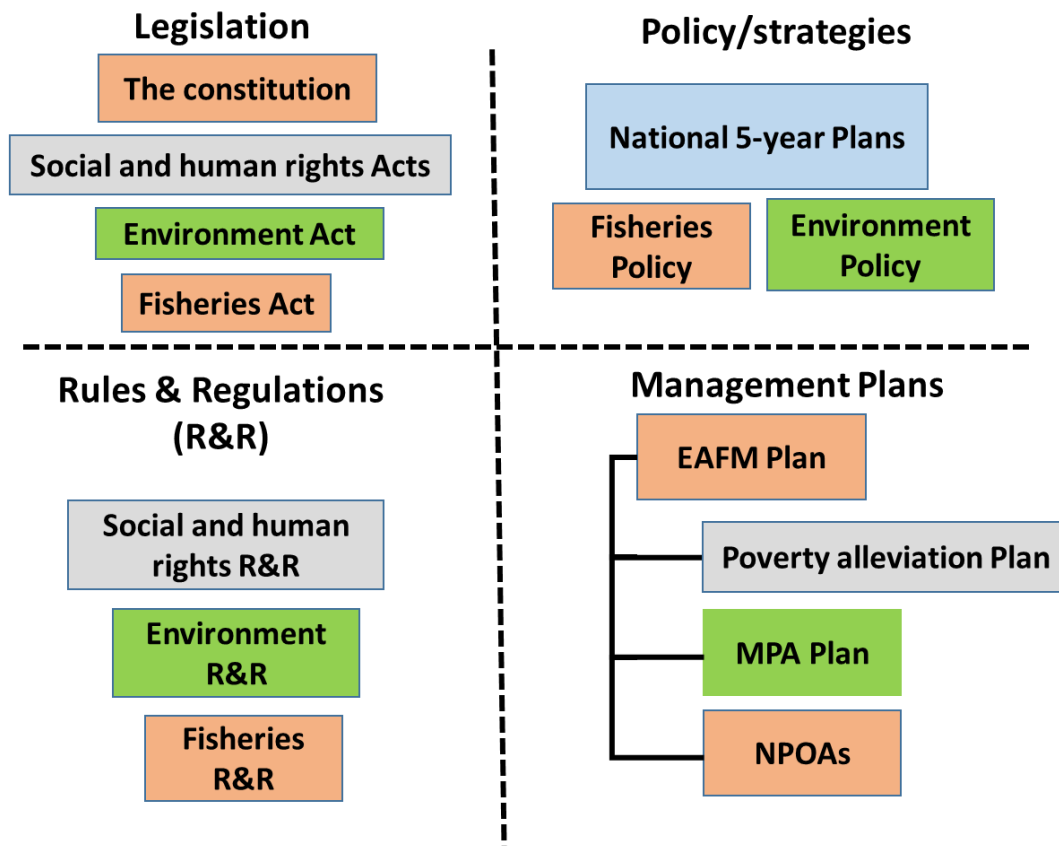 Legislation
The constitution
Social and human rights Acts
Environment Act
Fisheries Act
Policy/strategies
National 5-year Plans
Fisheries
Policy
Environment
Policy
Rules & Regulations
(R&R)
Social and human
rights R&R
Environment
R&R
Fisheries
R&R
Management Plans
EAFM Plan
Poverty alleviation Plan
MPA Plan
NPOAs